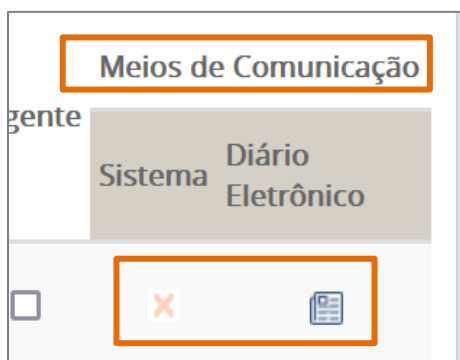 Meios de Comunicação
gente
Sistema
Diário
Eletrônico